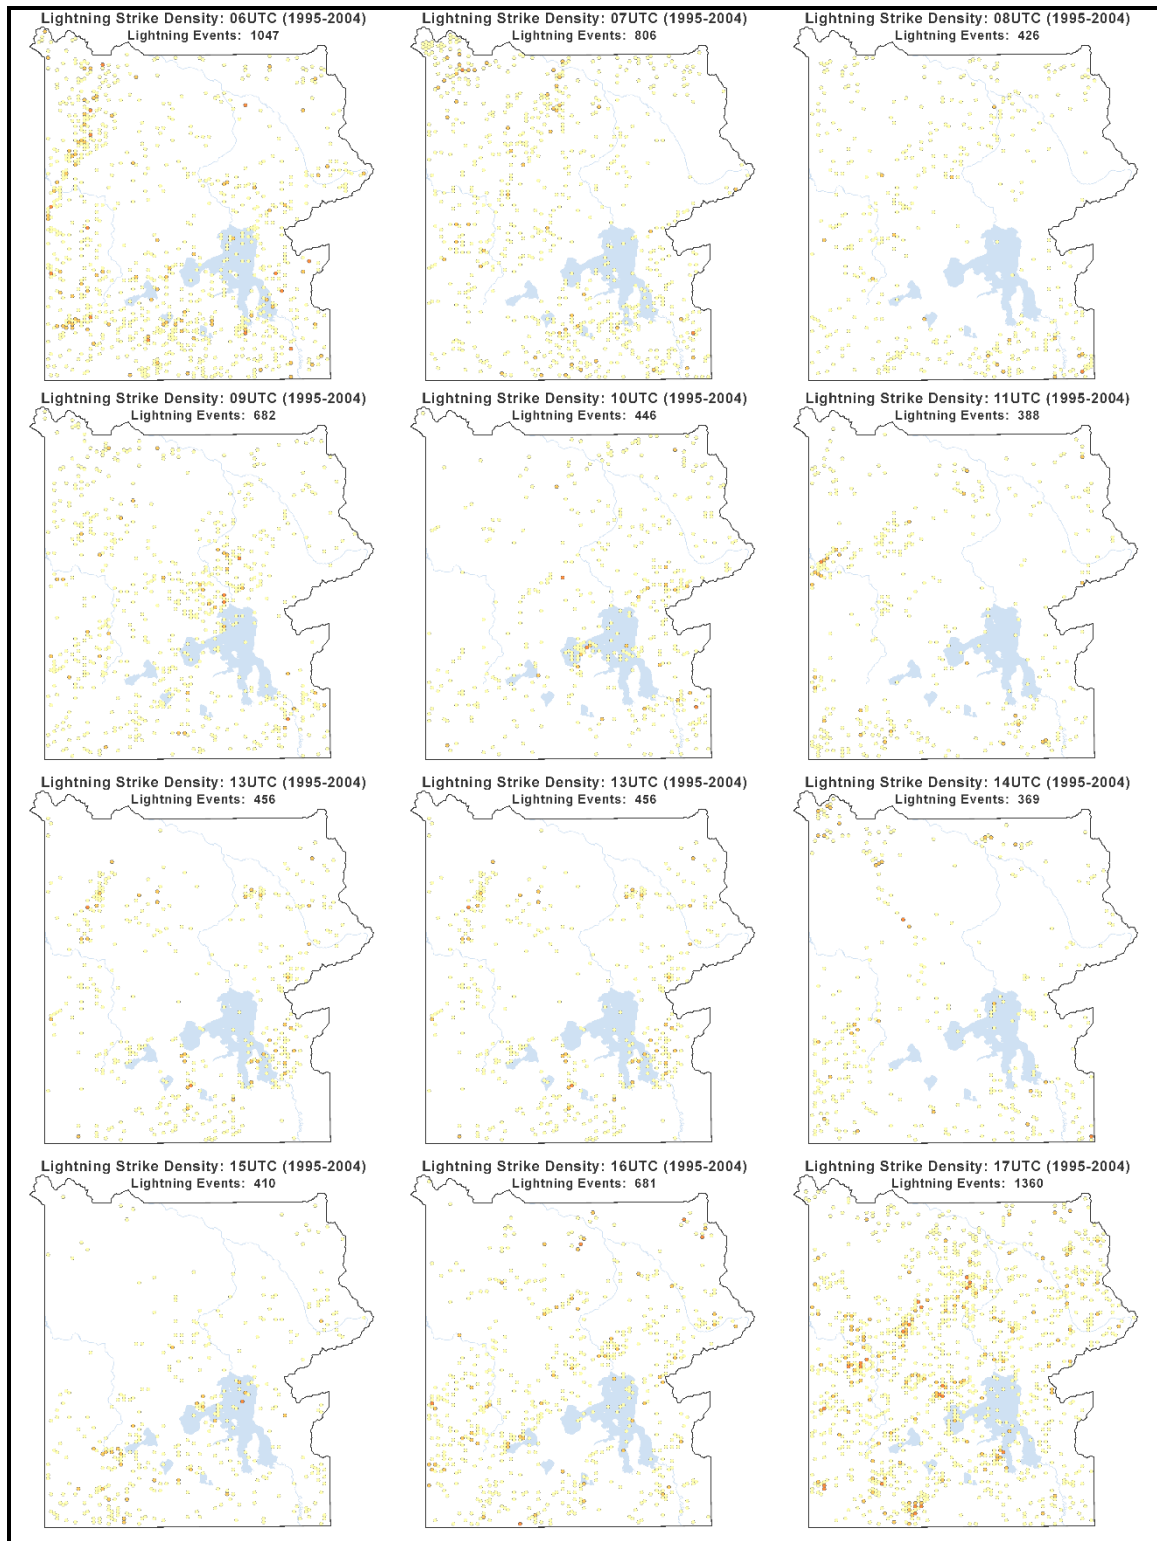 Lightning Strike Density: 06UTC (1995-2004)
Lightning Events: 1047
Lightning Strike Density: 07UTC (1995-2004)
Lightning Events: 806
Lightning Strike Density: 08UTC (1995-2004)
Lightning Events: 426
Lightning Strike Density: 09UTC (1995-2004)
Lightning Events: 682
Lightning Strike Density: 10UTC (1995-2004)
Lightning Events: 446
Lightning Strike Density: 11UTC (1995-2004)
Lightning Events: 388
Lightning Strike Density: 13UTC (1995-2004)
Lightning Events: 456
Lightning Strike Density: 13UTC (1995-2004)
Lightning Events: 456
Lightning Strike Density: 14UTC (1995-2004)
Lightning Events: 369
Lightning Strike Density: 15UTC (1995-2004)
Lightning Events: 410
Lightning Strike Density: 16UTC (1995-2004)
Lightning Events: 681
Lightning Strike Density: 17UTC (1995-2004)
Lightning Events: 1360